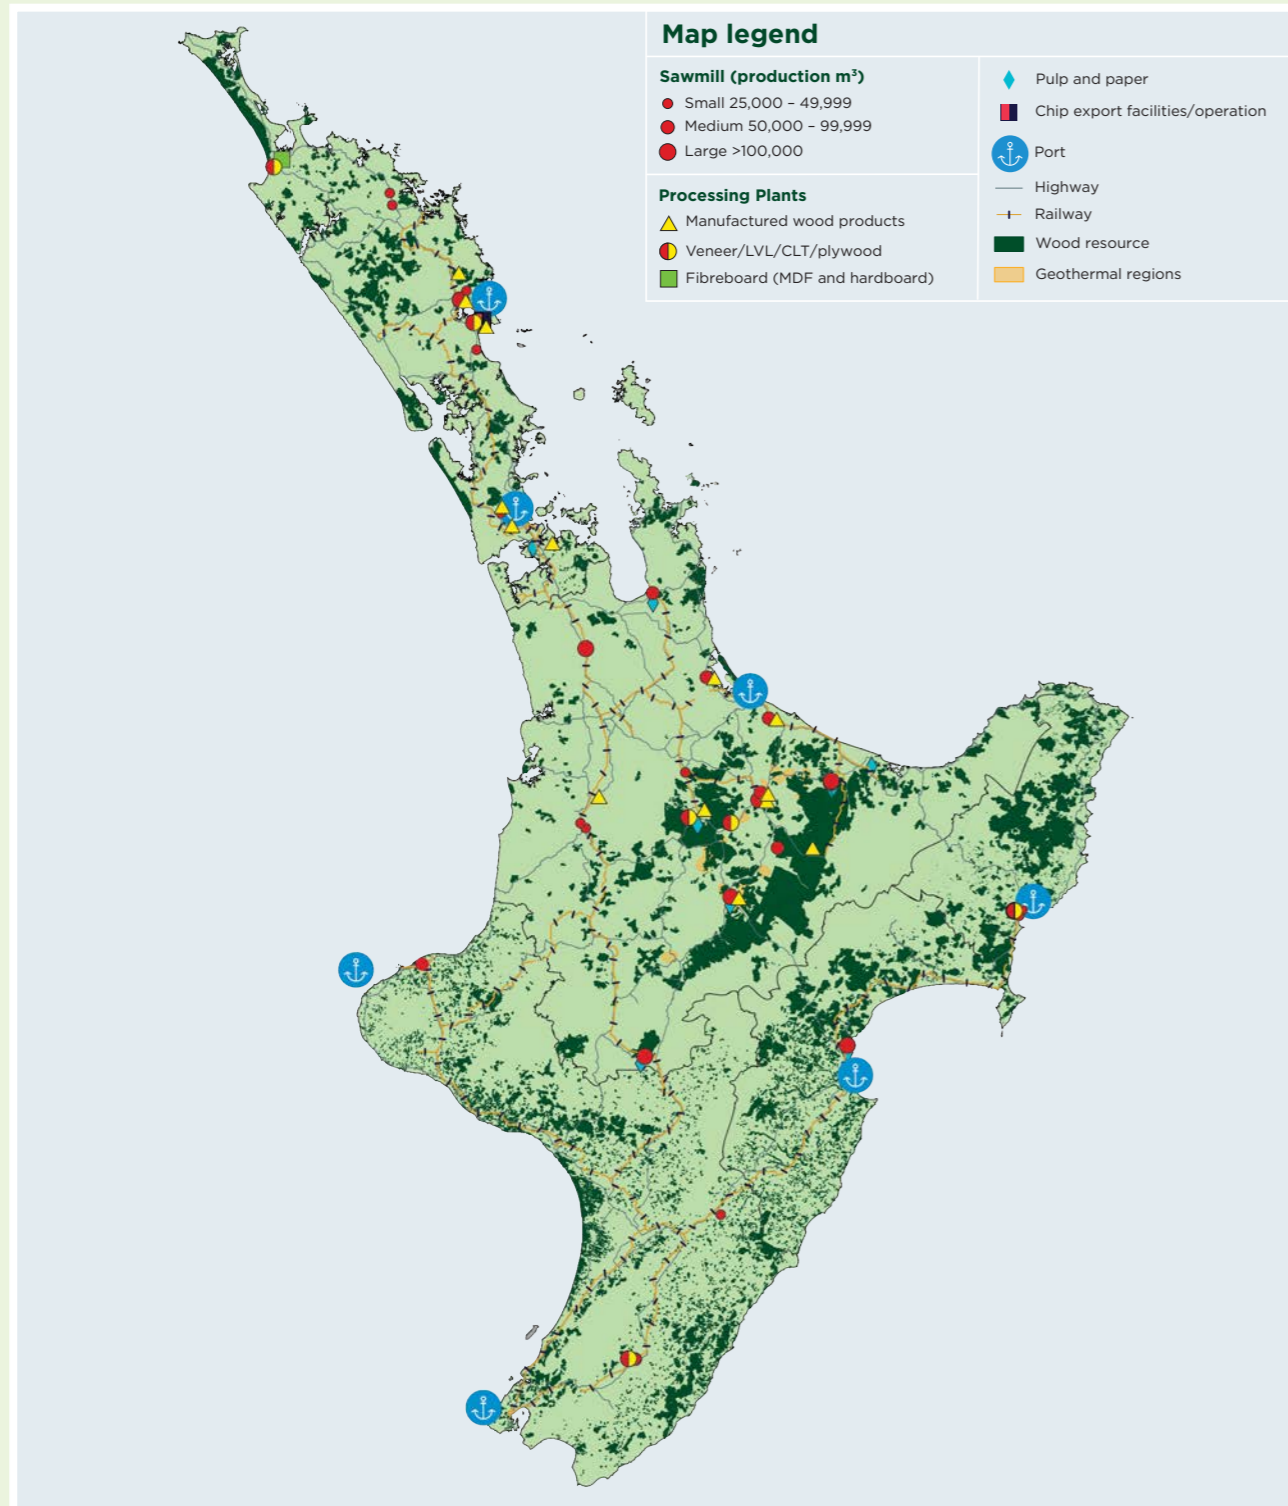 Map legend
Sawmill (production m³)
Small 25,000 – 49,999
Medium 50,000 – 99,999
Large >100,000
Processing Plants
Manufactured wood products
Veneer/LVL/CLT/plywood
Fibreboard (MDF and hardboard)
Pulp and paper
Chip export facilities/operation
Port
Highway
Railway
Wood resource
Geothermal regions